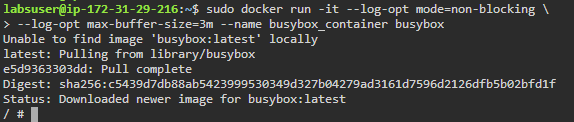 labsuser@ip-172-31-29-216:~$ sudo docker run -it --log-opt mode=non-blocking \
> --log-opt max-buffer-size=3m --name busybox_container busybox
Unable to find image 'busybox:latest' locally
latest: Pulling from library/busybox
e5d9363303dd: Pull complete
Digest: sha256:c5439d7db88ab5423999530349d327b04279ad3161d7596d2126dfb5b02bfd1f
Status: Downloaded newer image for busybox:latest
/ #